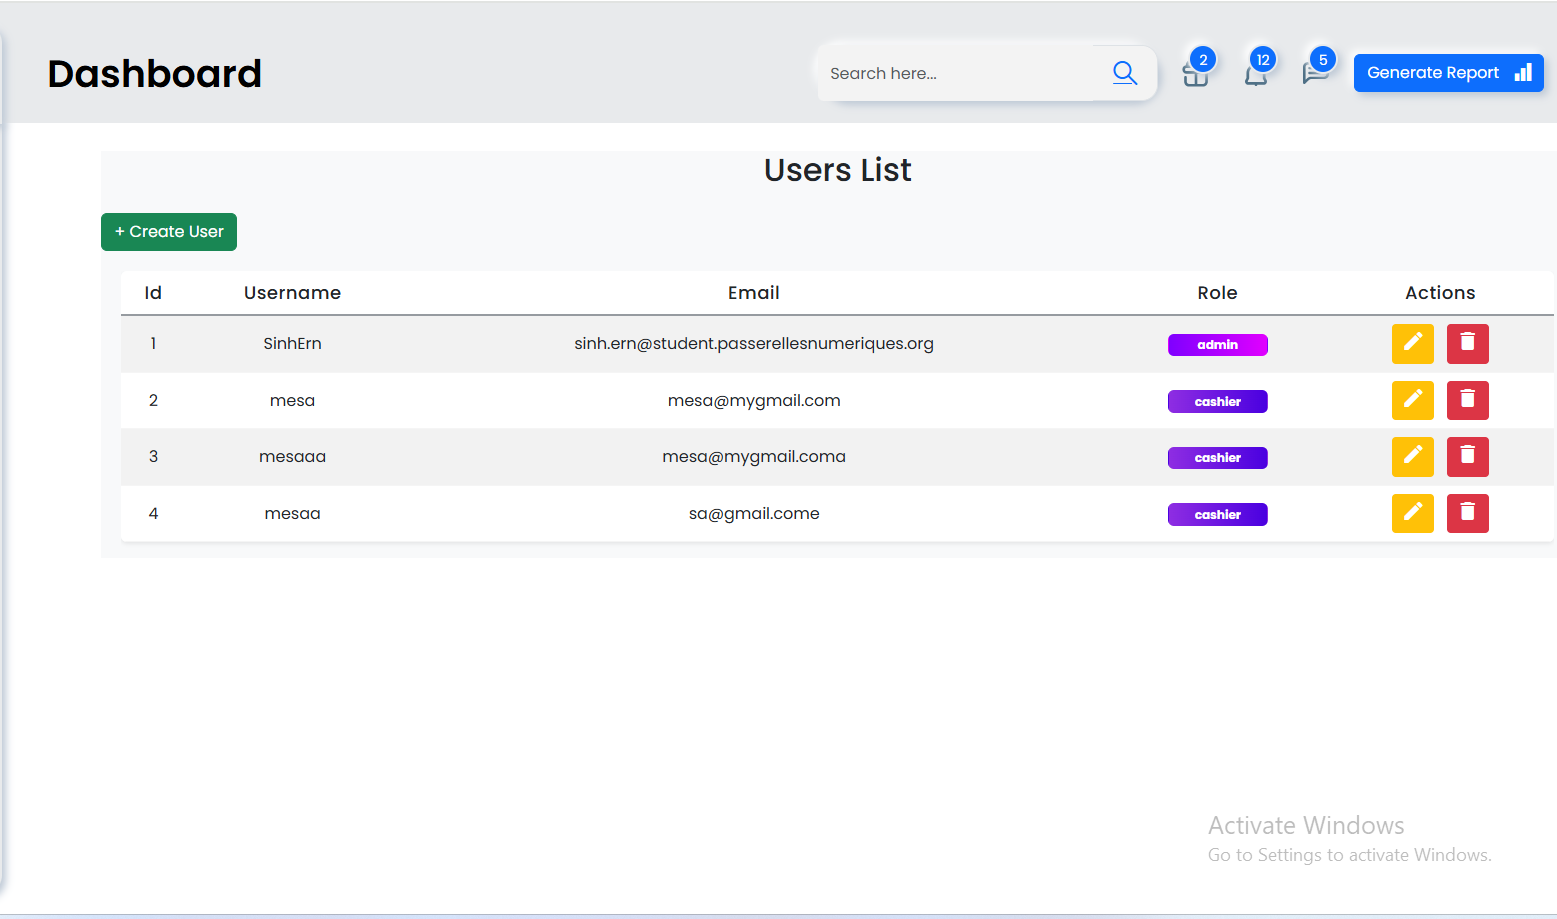 Dashboard
Search here...
2
12
5
Generate Report
Users List
+ Create User
Id Username Email Role Actions
1 SinhErn sinh.ern@student.passerellesnumeriques.org admin
2 mesa mesa@mygmail.com cashier
3 mesaaa mesa@mygmail.coma cashier
4 mesaa sa@gmail.come cashier
Activate Windows
Go to Settings to activate Windows.